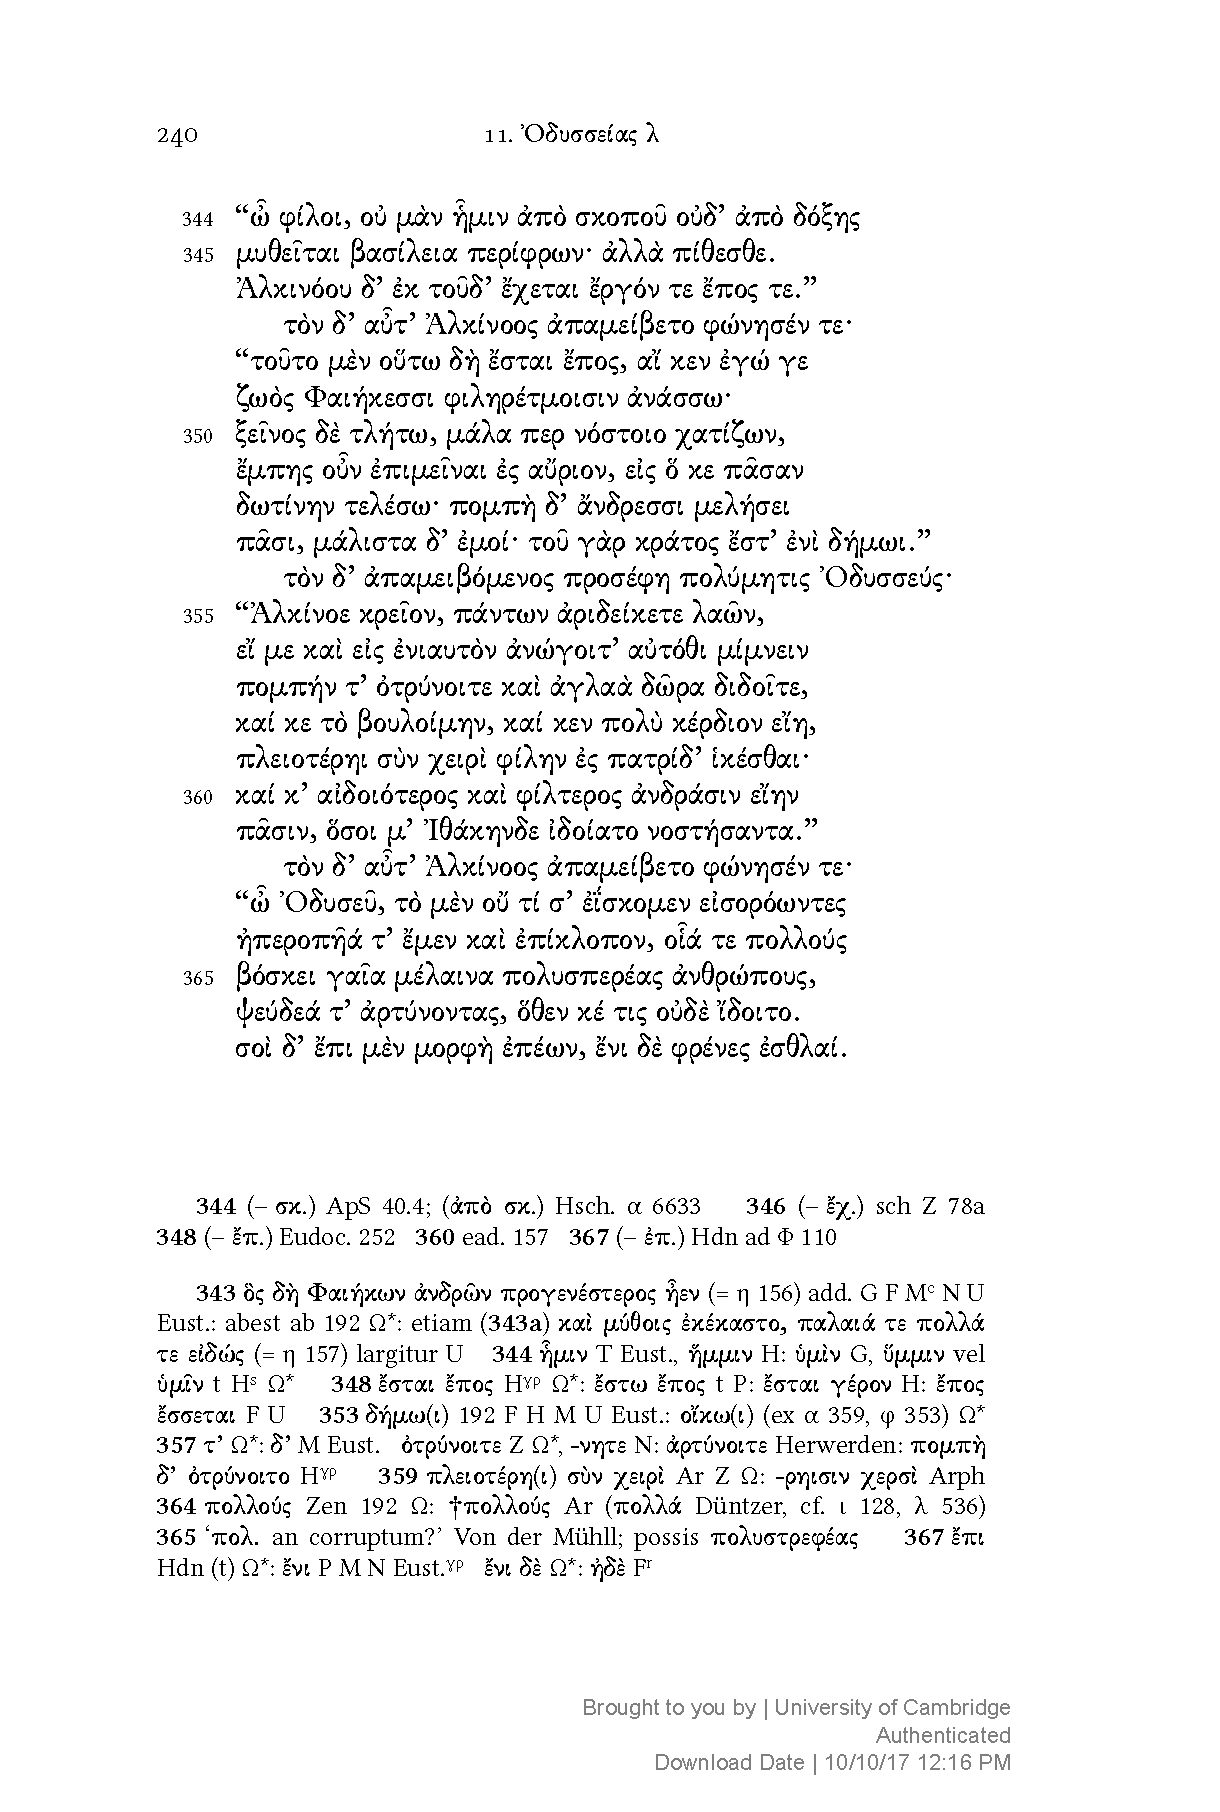 240 11. Ὀδυσσείας λ
344 “ὦ φίλοι, οὐ μὰν ἧμιν ἀπὸ σκοποῦ οὐδ’ ἀπὸ δόξης
345 μυθεῖται βασίλεια περίφρων· ἀλλὰ πίθεσθε.
Ἀλκινόου δ’ ἐκ τοῦδ’ ἔχεται ἔργόν τε ἔπος τε.”
τὸν δ’ αὖτ’ Ἀλκίνοος ἀπαμείβετο φώνησέν τε·
“τοῦτο μὲν οὕτω δὴ ἔσται ἔπος, αἴ κεν ἐγώ γε
ζωὸς Φαιήκεσσι φιληρέτμοισιν ἀνάσσω·
350 ξεῖνος δὲ τλήτω, μάλα περ νόστοιο χατίζων,
ἔμπης οὖν ἐπιμεῖναι ἐς αὔριον, εἰς ὅ κε πᾶσαν
δωτίνην τελέσω· πομπὴ δ’ ἄνδρεσσι μελήσει
πᾶσι, μάλιστα δ’ ἐμοί· τοῦ γὰρ κράτος ἔστ’ ἐνὶ δήμωι.”
τὸν δ’ ἀπαμειβόμενος προσέφη πολύμητις Ὀδυσσεύς·
355 “Ἀλκίνοε κρεῖον, πάντων ἀριδείκετε λαῶν,
εἴ με καὶ εἰς ἐνιαυτὸν ἀνώγοιτ’ αὐτόθι μίμνειν
πομπήν τ’ ὀτρύνοιτε καὶ ἀγλαὰ δῶρα διδοῖτε,
καί κε τὸ βουλοίμην, καί κεν πολὺ κέρδιον εἴη,
πλειοτέρηι σὺν χειρὶ φίλην ἐς πατρίδ’ ἱκέσθαι·
360 καί κ’ αἰδοιότερος καὶ φίλτερος ἀνδράσιν εἴην
πᾶσιν, ὅσοι μ’ Ἰθάκηνδε ἰδοίατο νοστήσαντα.”
τὸν δ’ αὖτ’ Ἀλκίνοος ἀπαμείβετο φώνησέν τε·
“ὦ Ὀδυσεῦ, τὸ μὲν οὔ τί σ’ ἐΐσκομεν εἰσορόωντες
ἠπεροπῆά τ’ ἔμεν καὶ ἐπίκλοπον, οἷά τε πολλούς
365 βόσκει γαῖα μέλαινα πολυσπερέας ἀνθρώπους,
ψεύδεά τ’ ἀρτύνοντας, ὅθεν κέ τις οὐδὲ ἴδοιτο.
σοὶ δ’ ἔπι μὲν μορφὴ ἐπέων, ἔνι δὲ φρένες ἐσθλαί.
344 (– σκ.) ApS 40.4; (ἀπὸ σκ.) Hsch. α 6633 346 (– ἔχ.) sch Z 78a
348 (– ἔπ.) Eudoc. 252 360 ead. 157 367 (– ἐπ.) Hdn ad Φ 110
343 ὃς δὴ Φαιήκων ἀνδρῶν προγενέστερος ἦεν (= η 156) add. G F Mᶜ N U
Eust.: abest ab 192 Ω*: etiam (343a) καὶ μύθοις ἐκέκαστο, παλαιά τε πολλά
τε εἰδώς (= η 157) largitur U 344 ἧμιν T Eust., ἥμμιν H: ὑμὶν G, ὕμμιν vel
ὑμῖν t Hˢ Ω* 348 ἔσται ἔπος Hᵞᵖ Ω*: ἔστω ἔπος t P: ἔσται γέρον H: ἔπος
ἔσσεται F U 353 δήμω(ι) 192 F H M U Eust.: οἴκω(ι) (ex α 359, φ 353) Ω*
357 τ’ Ω*: δ’ M Eust. ὀτρύνοιτε Z Ω*, -νητε N: ἀρτύνοιτε Herwerden: πομπὴ
δ’ ὀτρύνοιτο Hᵞᵖ 359 πλειοτέρη(ι) σὺν χειρὶ Ar Z Ω: -ρηισιν χερσὶ Arph
364 πολλούς Zen 192 Ω: †πολλούς Ar (πολλά Düntzer, cf. ι 128, λ 536)
365 ‘πολ. an corruptum?’ Von der Mühll; possis πολυστρεφέας 367 ἔπι
Hdn (t) Ω*: ἔνι P M N Eust.ᵞᵖ ἔνι δὲ Ω*: ἠδὲ Fʳ
Brought to you by | University of Cambridge
Authenticated
Download Date | 10/10/17 12:16 PM